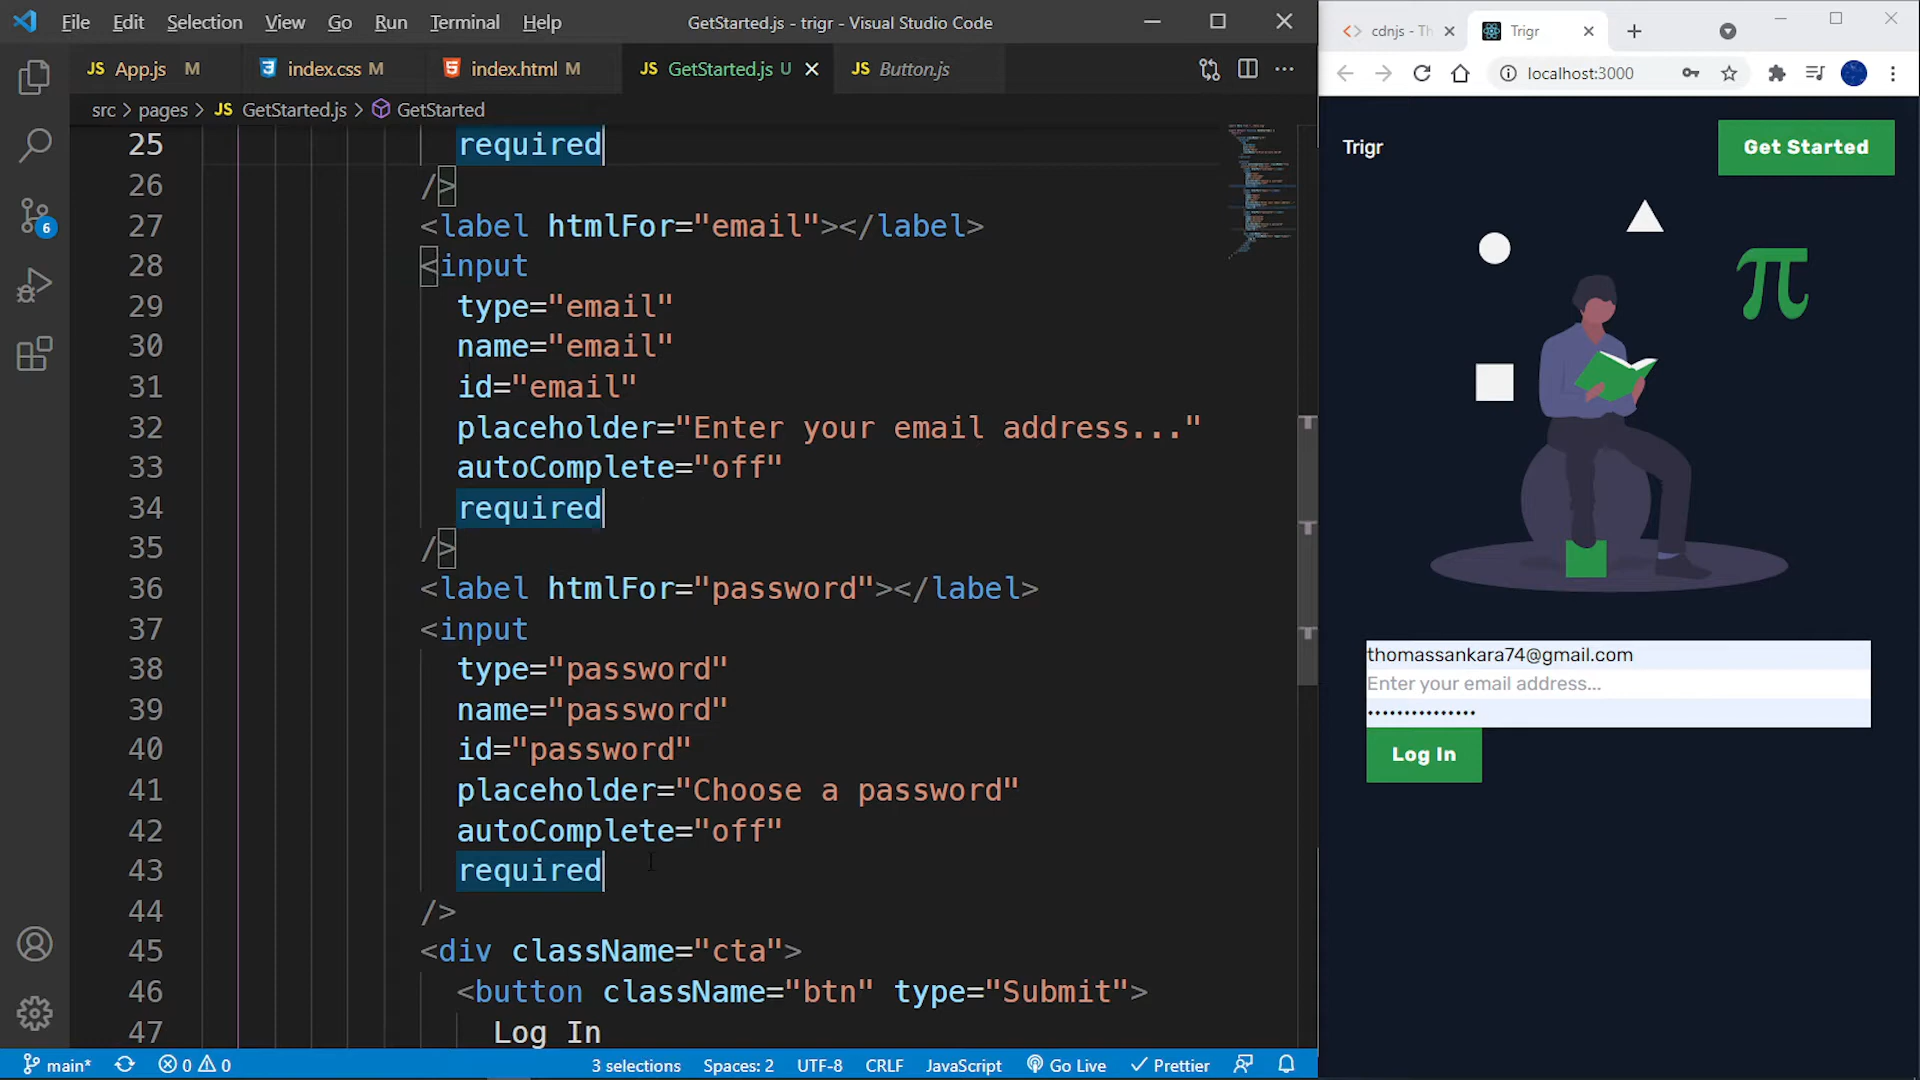 File Edit Selection View Go Run Terminal Help
GetStarted.js - trigr - Visual Studio Code
JS App.js M
index.css M
index.html M
JS GetStarted.js U
JS Button.js
src > pages > JS GetStarted.js > GetStarted
25 required
26 />
27 <label htmlFor="email"></label>
28 <input
29 type="email"
30 name="email"
31 id="email"
32 placeholder="Enter your email address..."
33 autoComplete="off"
34 required
35 />
36 <label htmlFor="password"></label>
37 <input
38 type="password"
39 name="password"
40 id="password"
41 placeholder="Choose a password"
42 autoComplete="off"
43 required
44 />
45 <div className="cta">
46 <button className="btn" type="Submit">
47 Log In
6
main*
0 0
3 selections
Spaces: 2
UTF-8
CRLF
JavaScript
Go Live
Prettier
cdnjs - Th
Trigr
localhost:3000
Trigr
Get Started
π
thomassankara74@gmail.com
Enter your email address...
Log In